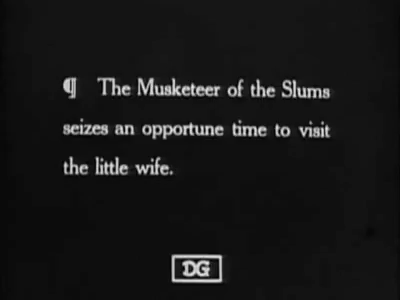 ¶ The Musketeer of the Slums
seizes an opportune time to visit
the little wife.
DG